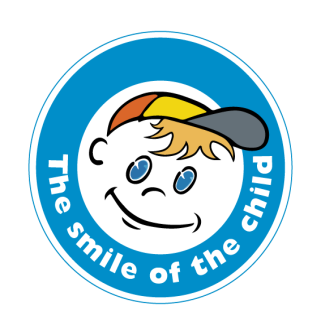 The smile of the child